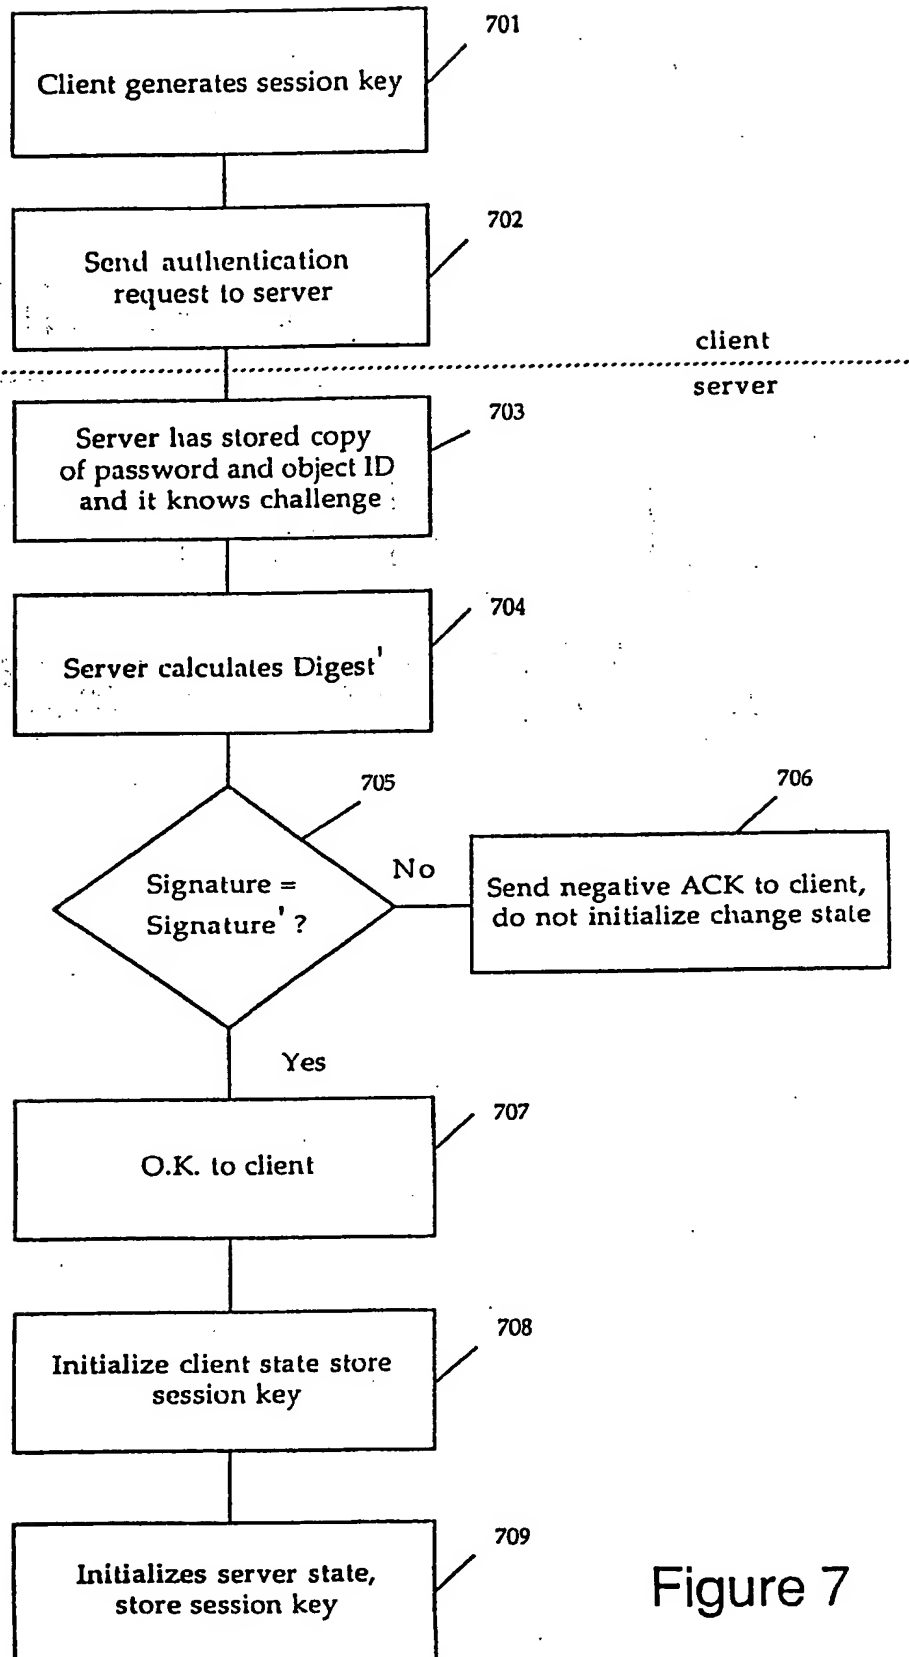 701
Client generates session key
702
Send authentication
request to server
client
server
703
Server has stored copy
of password and object ID
and it knows challenge
704
Server calculates Digest'
705
706
Signature =
Signature' ?
No
Send negative ACK to client,
do not initialize change state
Yes
707
O.K. to client
708
Initialize client state store
session key
709
Initializes server state,
store session key
Figure 7